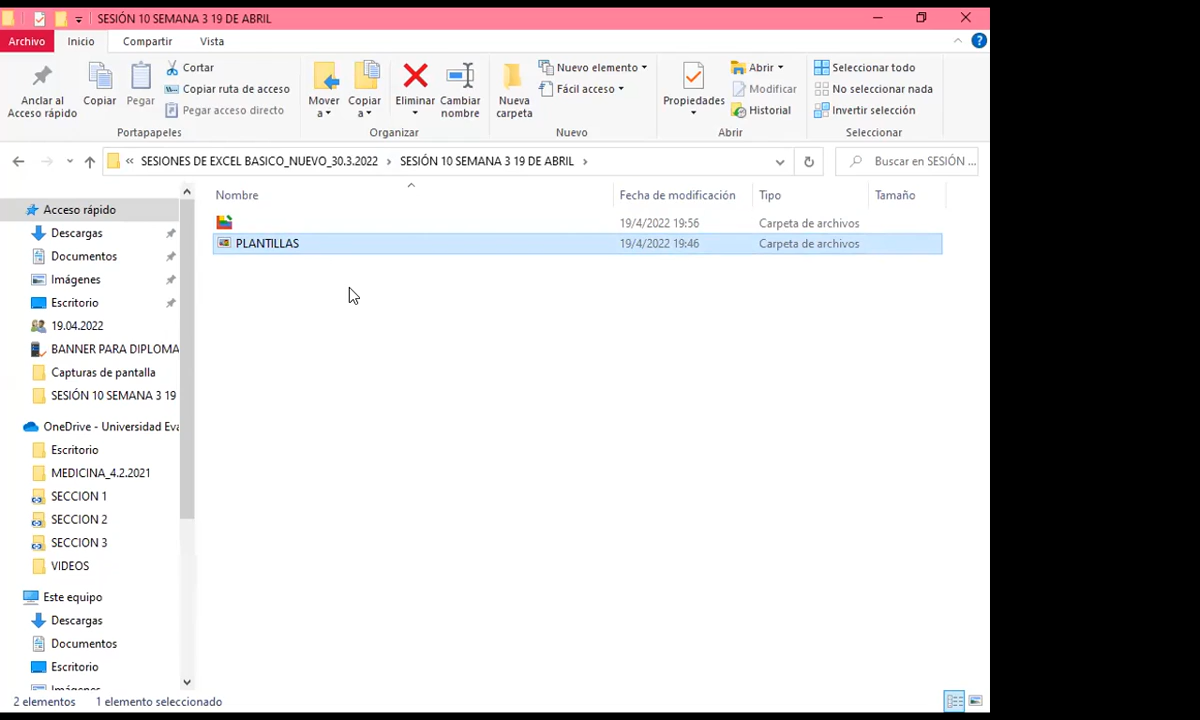 SESIÓN 10 SEMANA 3 19 DE ABRIL
Archivo Inicio Compartir Vista
Anclar al Acceso rápido
Copiar
Pegar
Cortar
Copiar ruta de acceso
Pegar acceso directo
Portapapeles
Mover a
Copiar a
Eliminar
Cambiar nombre
Organizar
Nueva carpeta
Nuevo elemento
Fácil acceso
Nuevo
Propiedades
Abrir
Modificar
Historial
Abrir
Seleccionar todo
No seleccionar nada
Invertir selección
Seleccionar
« SESIONES DE EXCEL BASICO_NUEVO_30.3.2022 › SESIÓN 10 SEMANA 3 19 DE ABRIL ›
Buscar en SESIÓN ...
Nombre Fecha de modificación Tipo Tamaño
19/4/2022 19:56 Carpeta de archivos
PLANTILLAS 19/4/2022 19:46 Carpeta de archivos
Acceso rápido
Descargas
Documentos
Imágenes
Escritorio
19.04.2022
BANNER PARA DIPLOMA
Capturas de pantalla
SESIÓN 10 SEMANA 3 19
OneDrive - Universidad Eva
Escritorio
MEDICINA_4.2.2021
SECCION 1
SECCION 2
SECCION 3
VIDEOS
Este equipo
Descargas
Documentos
Escritorio
Imágenes
2 elementos 1 elemento seleccionado